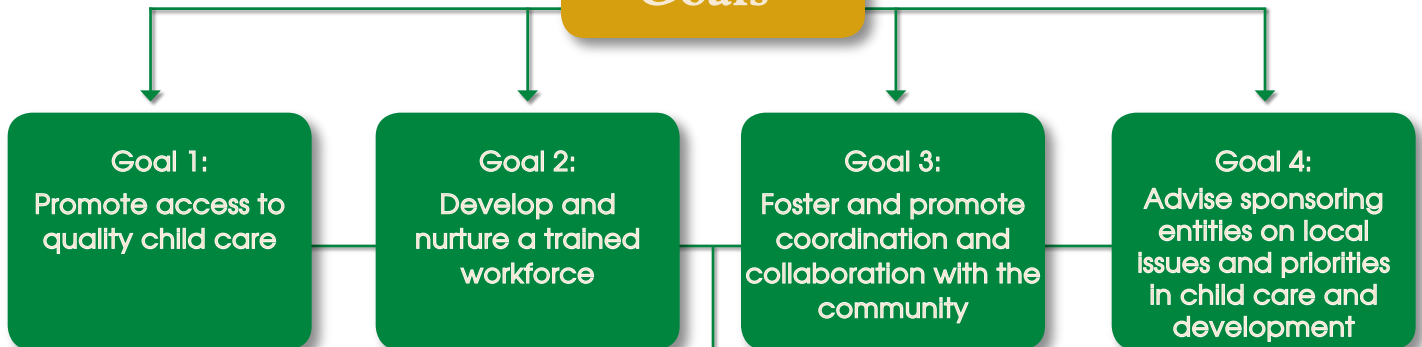 Goals
Goal 1:
Promote access to
quality child care
Goal 2:
Develop and
nurture a trained
workforce
Goal 3:
Foster and promote
coordination and
collaboration with the
community
Goal 4:
Advise sponsoring
entities on local
issues and priorities
in child care and
development